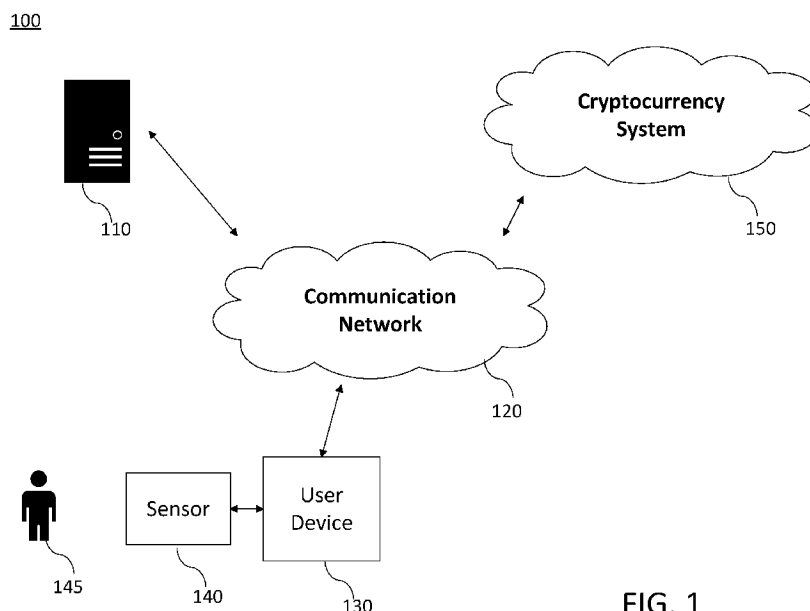 100
Cryptocurrency
System
110
150
Communication
Network
120
Sensor
User
Device
145
140
130
FIG. 1